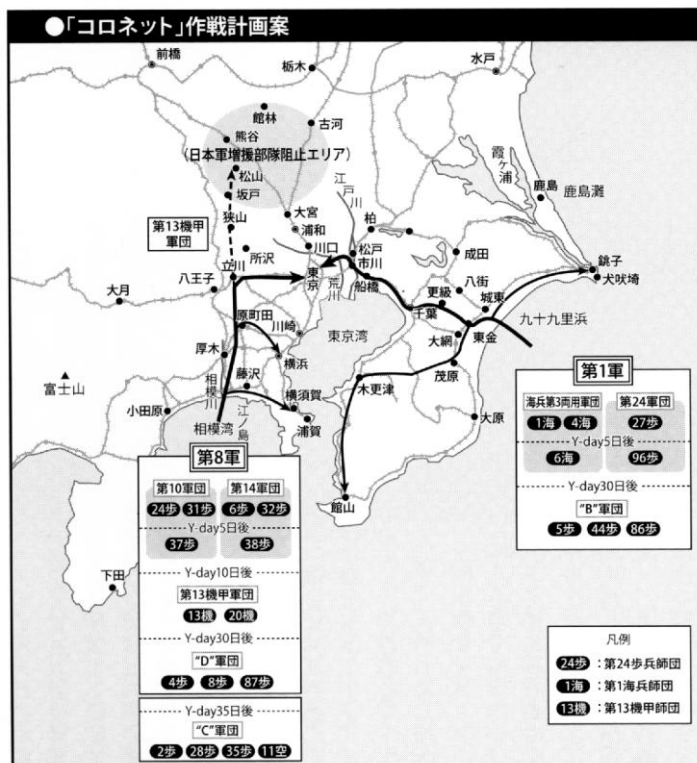 ●「コロネット」作戦計画案
前橋
栃木
水戸
館林
古河
熊谷
(日本軍増援部隊阻止エリア)
松山
坂戸
霞ヶ浦
鹿島
鹿島灘
江戸川
大宮
柏
第13機甲軍団
狭山
浦和
川口
松戸
成田
所沢
市川
立川
東京
荒川
船橋
八街
銚子
犬吠埼
大月
八王子
更級
城東
千葉
九十九里浜
原町田
川崎
東京湾
大網
東金
厚木
横浜
茂原
富士山
相模川
藤沢
木更津
小田原
江ノ島
横須賀
浦賀
大原
相模湾
館山
下田
第1軍
海兵第3両用軍団 第24軍団
1海 4海 27歩
Y-day5日後
6海 96歩
Y-day30日後
“B”軍団
5歩 44歩 86歩
第8軍
第10軍団 第14軍団
24歩 31歩 6歩 32歩
Y-day5日後
37歩 38歩
Y-day10日後
第13機甲軍団
13機 20機
Y-day30日後
“D”軍団
4歩 8歩 87歩
Y-day35日後
“C”軍団
2歩 28歩 35歩 11空
凡例
24歩:第24歩兵師団
1海:第1海兵師団
13機:第13機甲師団